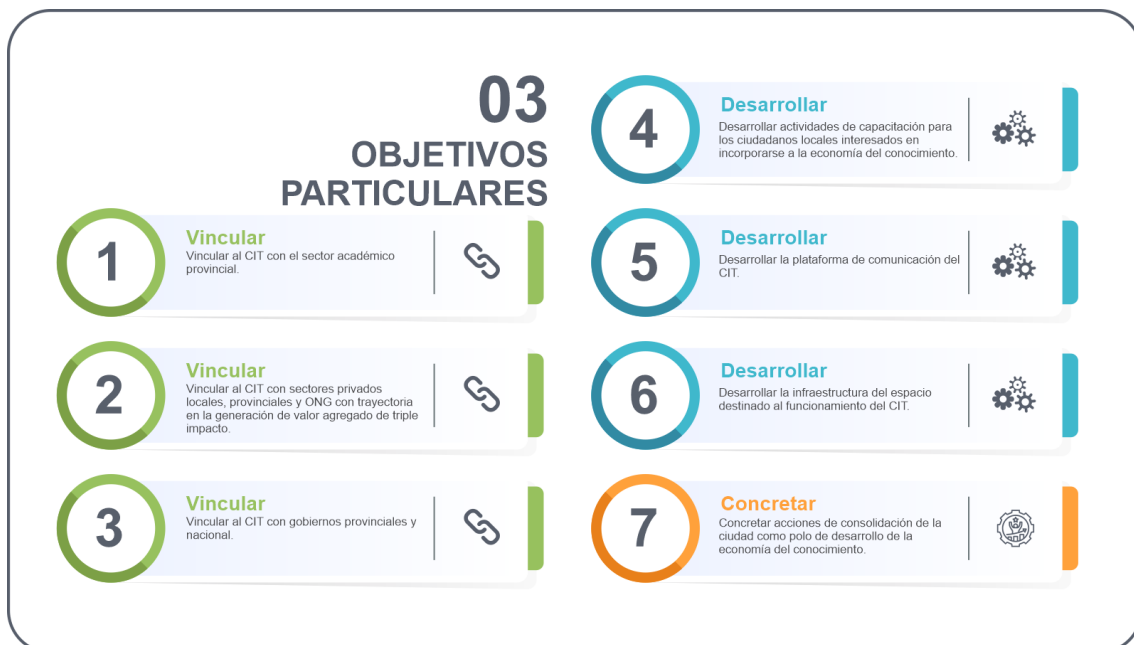 03
OBJETIVOS
PARTICULARES
1
Vincular
Vincular al CIT con el sector académico
provincial.
2
Vincular
Vincular al CIT con sectores privados
locales, provinciales y ONG con trayectoria
en la generación de valor agregado de triple
impacto.
3
Vincular
Vincular al CIT con gobiernos provinciales y
nacional.
4
Desarrollar
Desarrollar actividades de capacitación para
los ciudadanos locales interesados en
incorporarse a la economía del conocimiento.
5
Desarrollar
Desarrollar la plataforma de comunicación del
CIT.
6
Desarrollar
Desarrollar la infraestructura del espacio
destinado al funcionamiento del CIT.
7
Concretar
Concretar acciones de consolidación de la
ciudad como polo de desarrollo de la
economía del conocimiento.